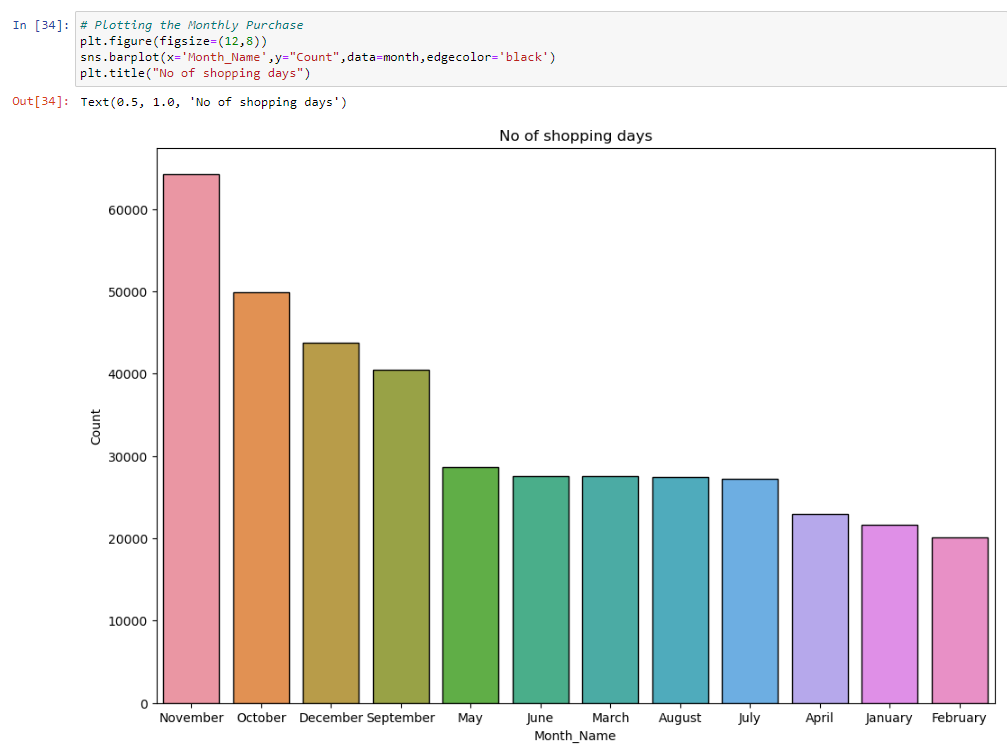 In [34]: # Plotting the Monthly Purchase
plt.figure(figsize=(12,8))
sns.barplot(x='Month_Name',y="Count",data=month,edgecolor='black')
plt.title("No of shopping days")
Out[34]: Text(0.5, 1.0, 'No of shopping days')
No of shopping days
60000
50000
40000
30000
20000
10000
0
Count
November October December September May June March August July April January February
Month_Name